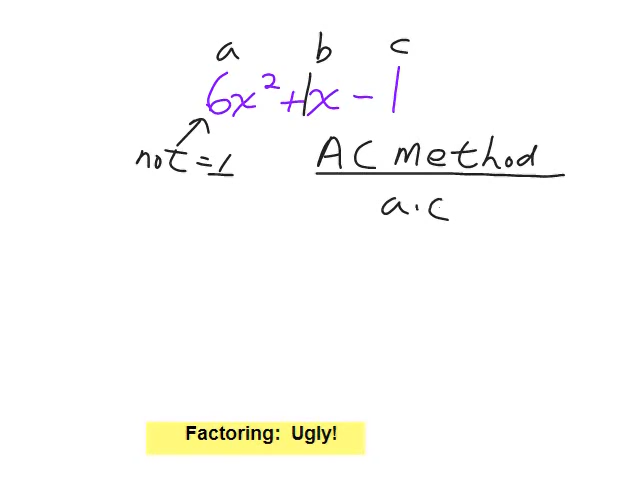 a b c
6x² + 1x - 1
not = 1
AC method
a·c
Factoring: Ugly!